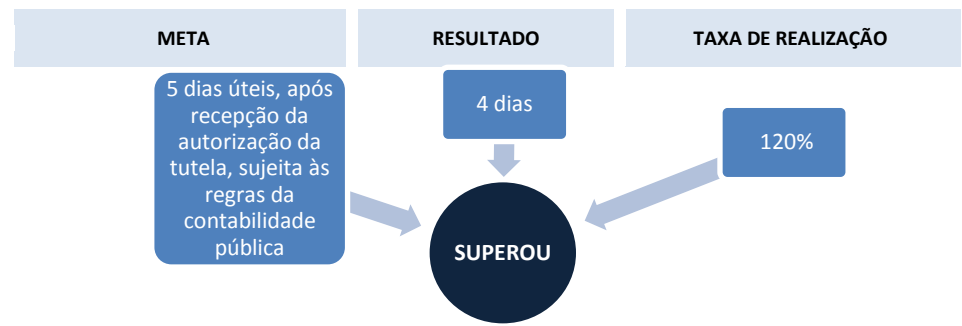 META
RESULTADO
TAXA DE REALIZAÇÃO
5 dias úteis, após
recepção da
autorização da
tutela, sujeita às
regras da
contabilidade
pública
4 dias
120%
SUPEROU